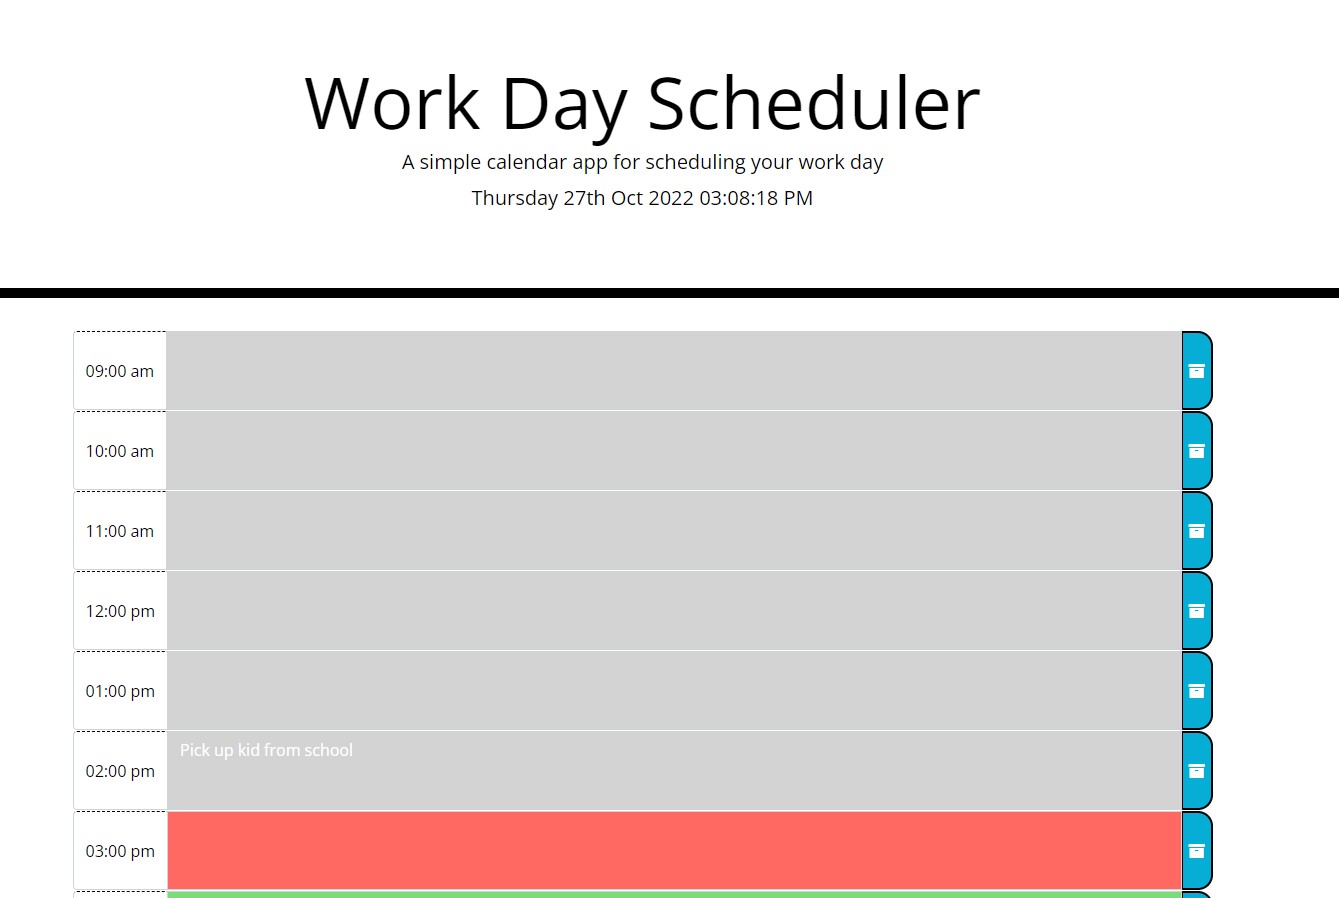 Work Day Scheduler
A simple calendar app for scheduling your work day
Thursday 27th Oct 2022 03:08:18 PM
09:00 am
10:00 am
11:00 am
12:00 pm
01:00 pm
Pick up kid from school
02:00 pm
03:00 pm